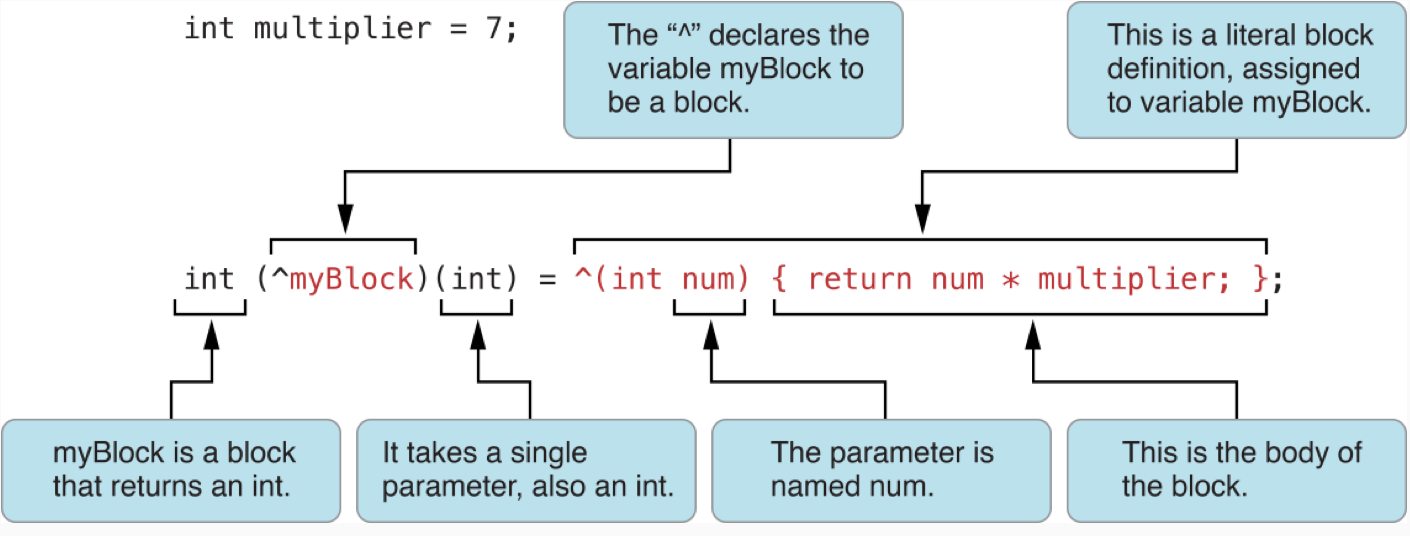 int multiplier = 7;
The “^” declares the
variable myBlock to
be a block.
This is a literal block
definition, assigned
to variable myBlock.
int (^myBlock)(int) = ^(int num) { return num * multiplier; };
myBlock is a block
that returns an int.
It takes a single
parameter, also an int.
The parameter is
named num.
This is the body of
the block.